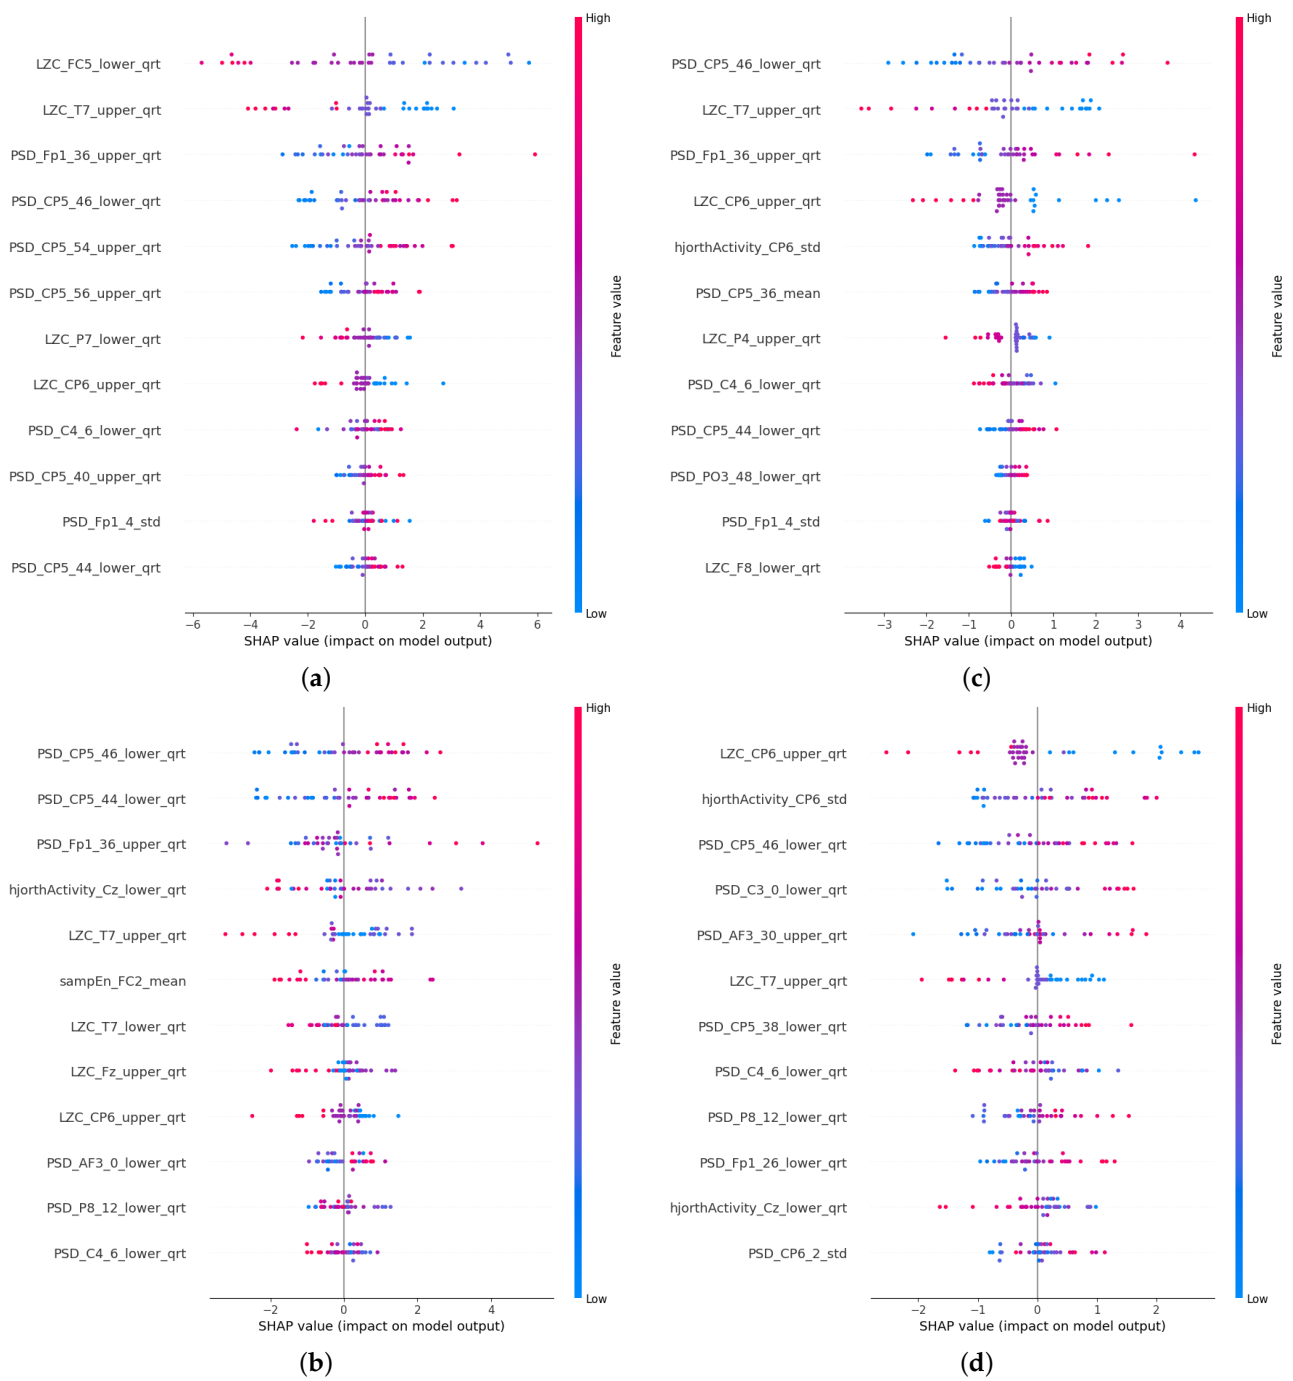 High
LZC_FC5_lower_qrt
LZC_T7_upper_qrt
PSD_Fp1_36_upper_qrt
PSD_CP5_46_lower_qrt
PSD_CP5_54_upper_qrt
PSD_CP5_56_upper_qrt
LZC_P7_lower_qrt
LZC_CP6_upper_qrt
PSD_C4_6_lower_qrt
PSD_CP5_40_upper_qrt
PSD_Fp1_4_std
PSD_CP5_44_lower_qrt
Feature value
Low
−6 −4 −2 0 2 4 6
SHAP value (impact on model output)
(a)
High
PSD_CP5_46_lower_qrt
LZC_T7_upper_qrt
PSD_Fp1_36_upper_qrt
LZC_CP6_upper_qrt
hjorthActivity_CP6_std
PSD_CP5_36_mean
LZC_P4_upper_qrt
PSD_C4_6_lower_qrt
PSD_CP5_44_lower_qrt
PSD_PO3_48_lower_qrt
PSD_Fp1_4_std
LZC_F8_lower_qrt
Feature value
Low
−3 −2 −1 0 1 2 3 4
SHAP value (impact on model output)
(c)
High
PSD_CP5_46_lower_qrt
PSD_CP5_44_lower_qrt
PSD_Fp1_36_upper_qrt
hjorthActivity_Cz_lower_qrt
LZC_T7_upper_qrt
sampEn_FC2_mean
LZC_T7_lower_qrt
LZC_Fz_upper_qrt
LZC_CP6_upper_qrt
PSD_AF3_0_lower_qrt
PSD_P8_12_lower_qrt
PSD_C4_6_lower_qrt
Feature value
Low
−2 0 2 4
SHAP value (impact on model output)
(b)
High
LZC_CP6_upper_qrt
hjorthActivity_CP6_std
PSD_CP5_46_lower_qrt
PSD_C3_0_lower_qrt
PSD_AF3_30_upper_qrt
LZC_T7_upper_qrt
PSD_CP5_38_lower_qrt
PSD_C4_6_lower_qrt
PSD_P8_12_lower_qrt
PSD_Fp1_26_lower_qrt
hjorthActivity_Cz_lower_qrt
PSD_CP6_2_std
Feature value
Low
−2 −1 0 1 2
SHAP value (impact on model output)
(d)